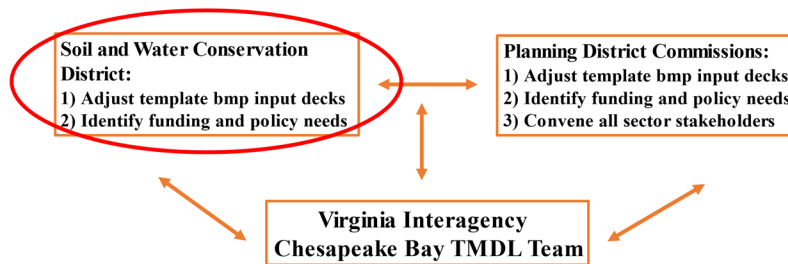 Soil and Water Conservation
District:
1) Adjust template bmp input decks
2) Identify funding and policy needs
Planning District Commissions:
1) Adjust template bmp input decks
2) Identify funding and policy needs
3) Convene all sector stakeholders
Virginia Interagency
Chesapeake Bay TMDL Team